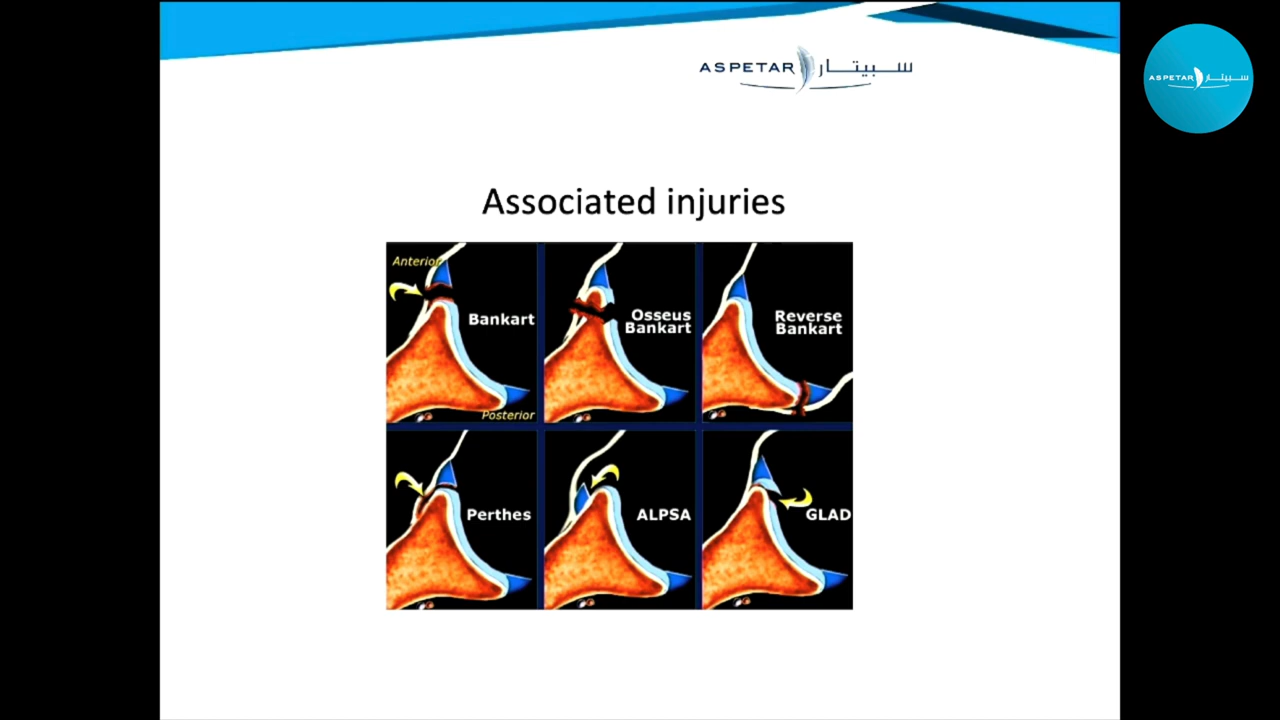 ASPETAR سبيتار
ASPETAR سبيتار
Associated injuries
Anterior
Bankart
Posterior
Osseus
Bankart
Reverse
Bankart
Perthes
ALPSA
GLAD